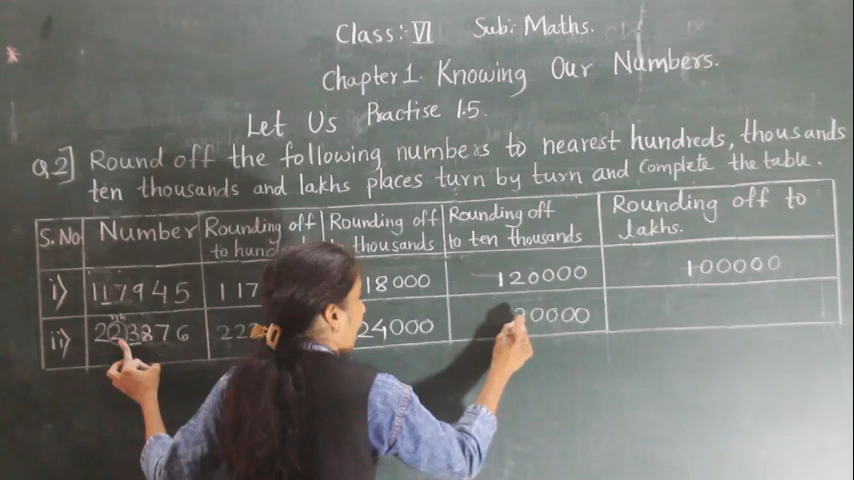 Class:- VI Sub: Maths.
Chapter 1. Knowing Our Numbers.
Let Us Practise 1.5.
Q.2] Round off the following numbers to nearest hundreds, thousands
ten thousands and lakhs places turn by turn and complete the table.
S.No Number Rounding off Rounding off Rounding off Rounding off to
thousands to ten thousands lakhs.
i) 117945 117 18000 120000 100000
ii) 223876 24000 20000